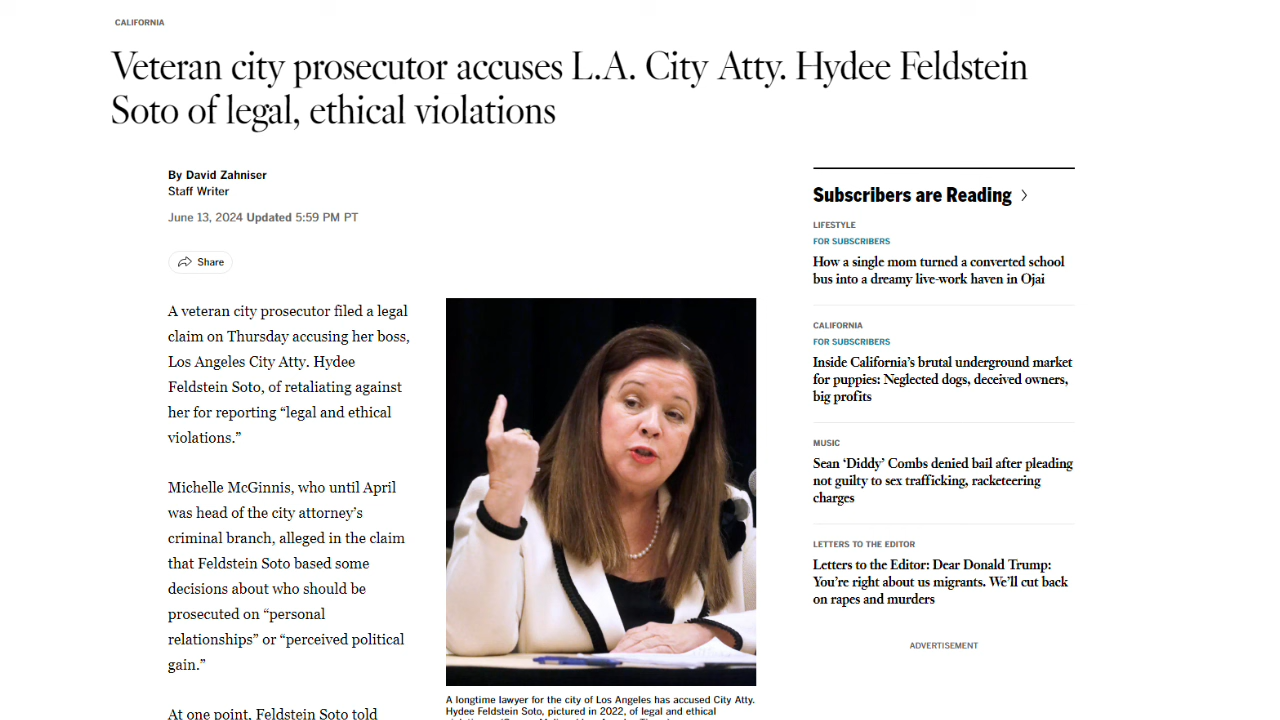 CALIFORNIA
Veteran city prosecutor accuses L.A. City Atty. Hydee Feldstein
Soto of legal, ethical violations
By David Zahniser
Staff Writer
June 13, 2024 Updated 5:59 PM PT
Share
A veteran city prosecutor filed a legal
claim on Thursday accusing her boss,
Los Angeles City Atty. Hydee
Feldstein Soto, of retaliating against
her for reporting “legal and ethical
violations.”
Michelle McGinnis, who until April
was head of the city attorney’s
criminal branch, alleged in the claim
that Feldstein Soto based some
decisions about who should be
prosecuted on “personal
relationships” or “perceived political
gain.”
At one point, Feldstein Soto told
A longtime lawyer for the city of Los Angeles has accused City Atty.
Hydee Feldstein Soto, pictured in 2022, of legal and ethical
Subscribers are Reading
LIFESTYLE
FOR SUBSCRIBERS
How a single mom turned a converted school
bus into a dreamy live-work haven in Ojai
CALIFORNIA
FOR SUBSCRIBERS
Inside California’s brutal underground market
for puppies: Neglected dogs, deceived owners,
big profits
MUSIC
Sean ‘Diddy’ Combs denied bail after pleading
not guilty to sex trafficking, racketeering
charges
LETTERS TO THE EDITOR
Letters to the Editor: Dear Donald Trump:
You’re right about us migrants. We’ll cut back
on rapes and murders
ADVERTISEMENT